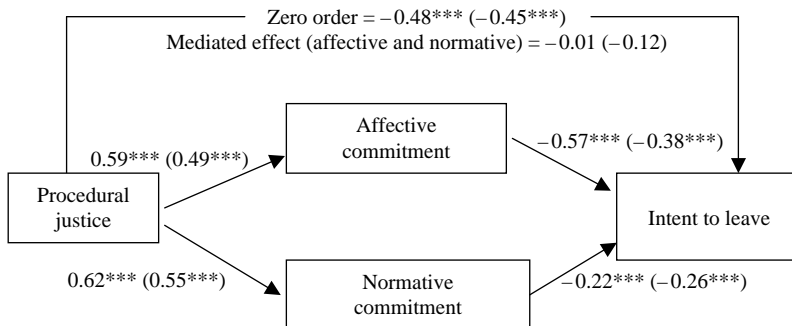 Zero order = −0.48*** (−0.45***)
Mediated effect (affective and normative) = −0.01 (−0.12)
Affective
commitment
−0.57*** (−0.38***)
0.59*** (0.49***)
Procedural
justice
Intent to leave
0.62*** (0.55***)
Normative
commitment
−0.22*** (−0.26***)